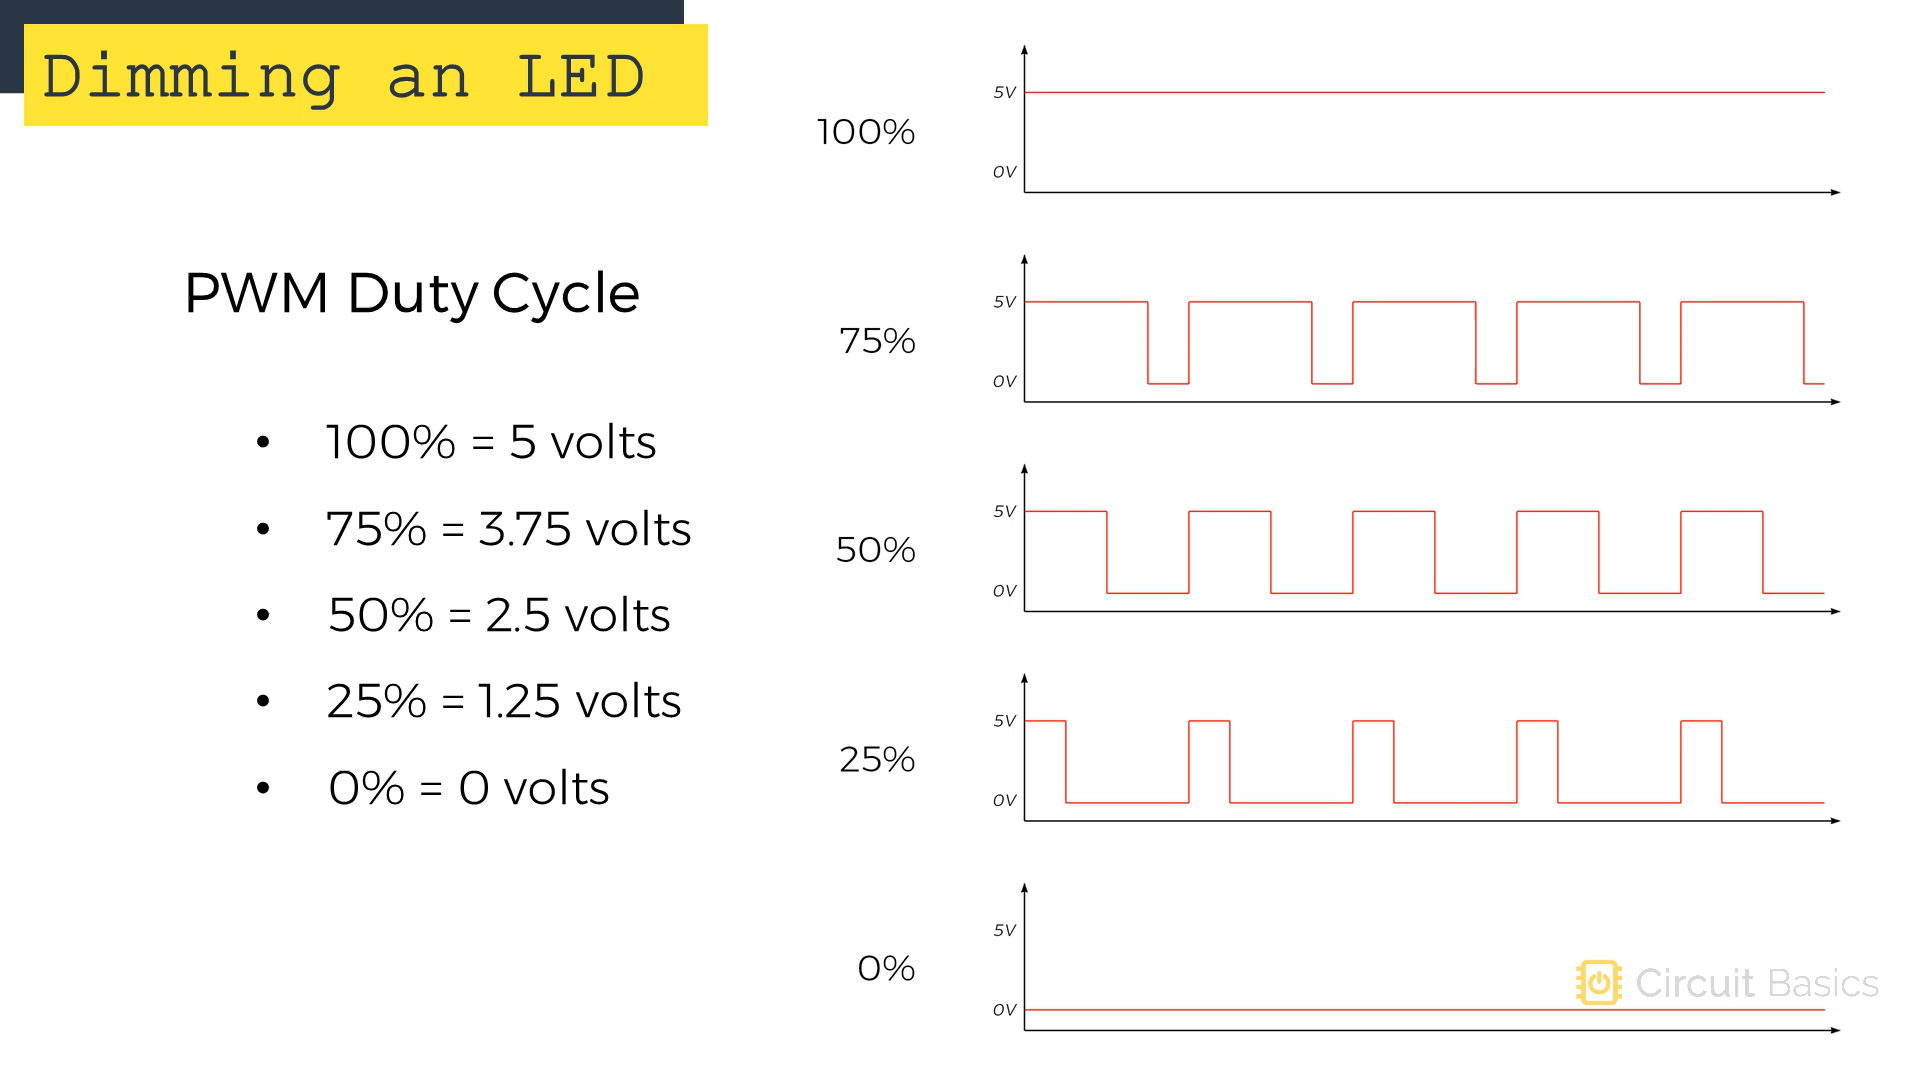 Dimming an LED
PWM Duty Cycle
• 100% = 5 volts
• 75% = 3.75 volts
• 50% = 2.5 volts
• 25% = 1.25 volts
• 0% = 0 volts
100%
5V
0V
75%
5V
0V
50%
5V
0V
25%
5V
0V
0%
5V
0V
Circuit Basics